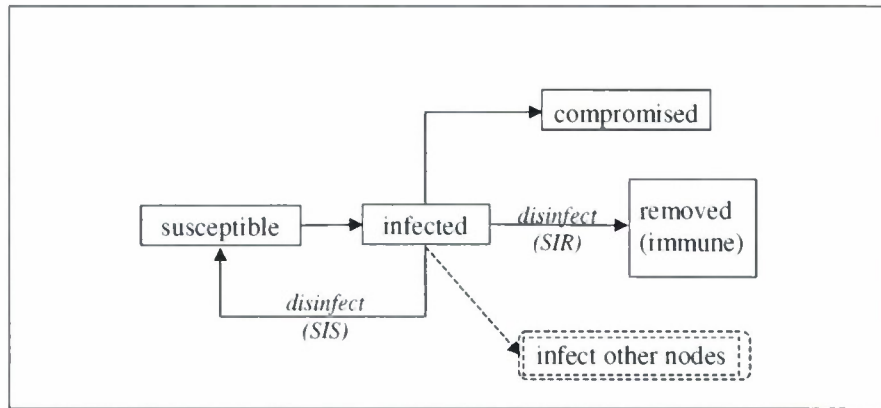 compromised
susceptible
infected
disinfect
(SIR)
removed
(immune)
disinfect
(SIS)
infect other nodes